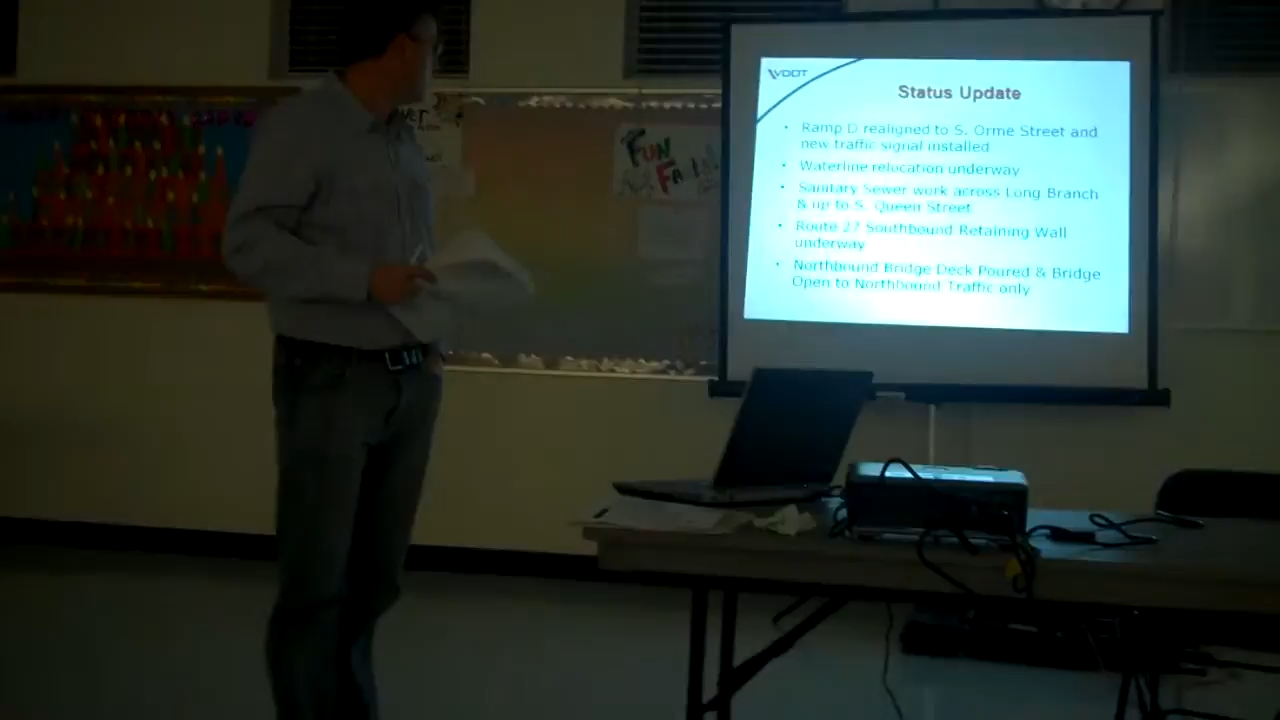 VDOT
Status Update
• Ramp D realigned to S. Orme Street and
new traffic signal installed
• Waterline relocation underway
• Sanitary Sewer work across Long Branch
& up to S. Queen Street
• Route 27 Southbound Retaining Wall
underway
• Northbound Bridge Deck Poured & Bridge
Open to Northbound Traffic only
Fun